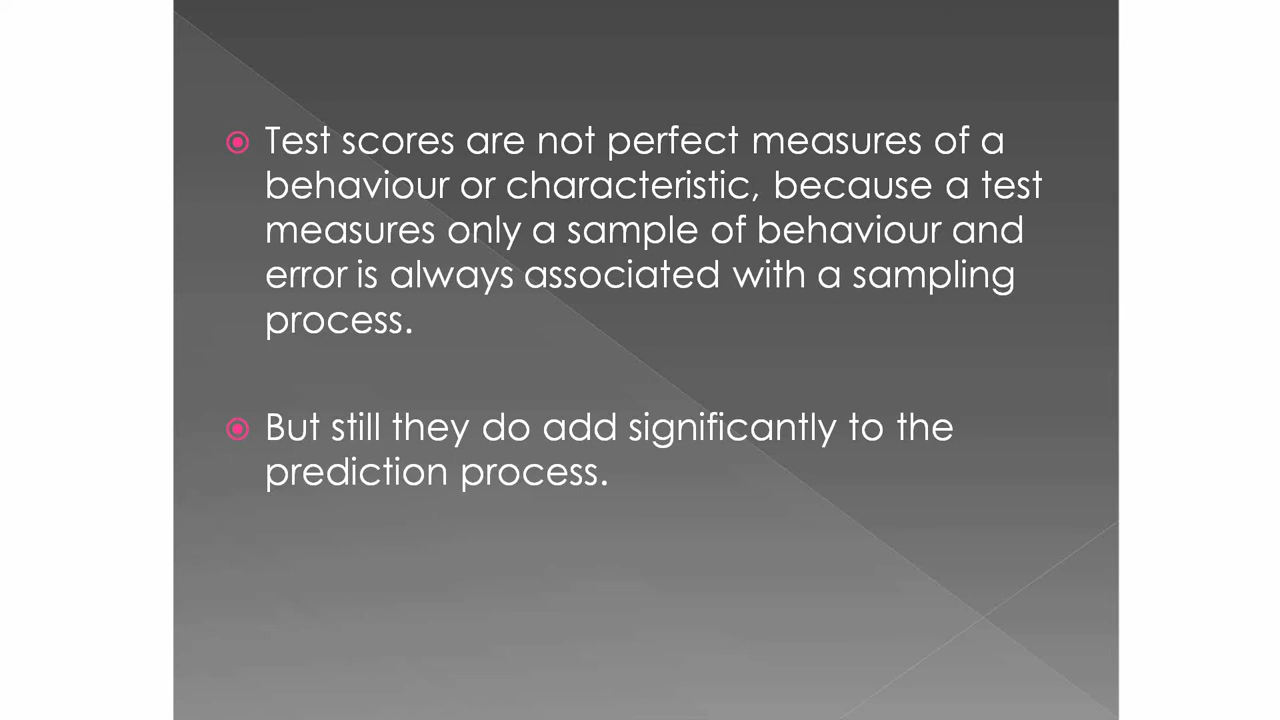 Test scores are not perfect measures of a
behaviour or characteristic, because a test
measures only a sample of behaviour and
error is always associated with a sampling
process.
But still they do add significantly to the
prediction process.